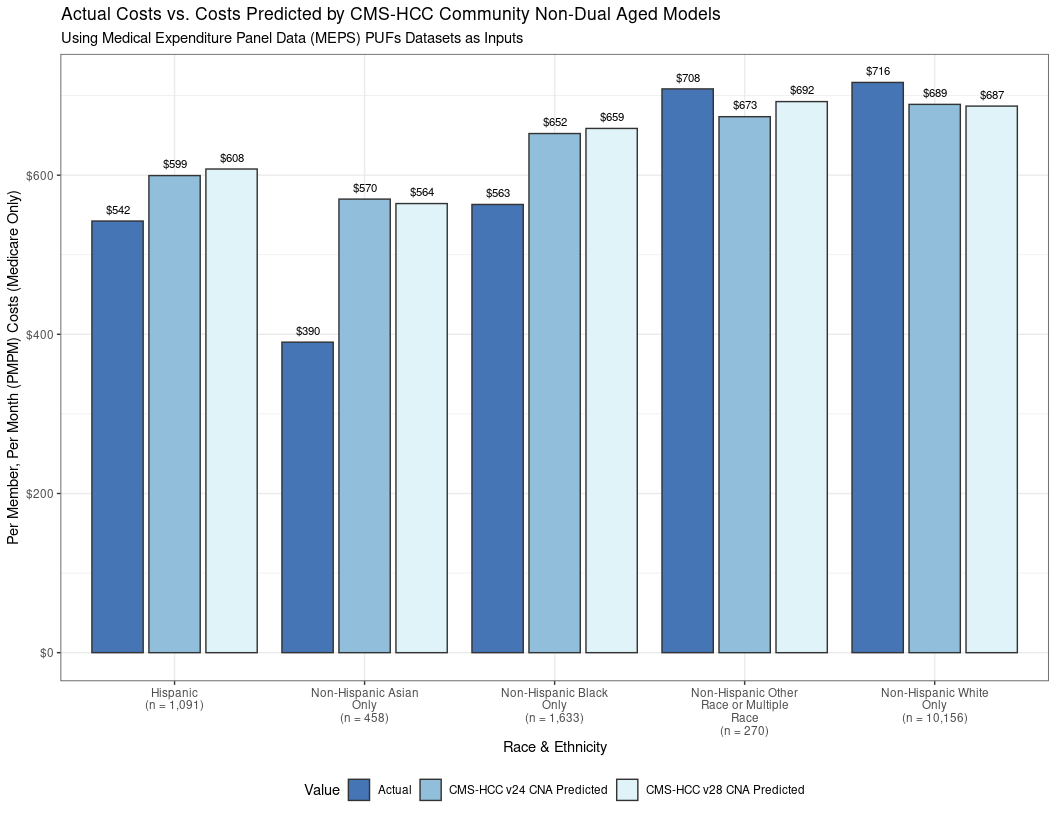 Actual Costs vs. Costs Predicted by CMS-HCC Community Non-Dual Aged Models
Using Medical Expenditure Panel Data (MEPS) PUFs Datasets as Inputs
Per Member, Per Month (PMPM) Costs (Medicare Only)
$600
$400
$200
$0
$542
$599
$608
$390
$570
$564
$563
$652
$659
$708
$673
$692
$716
$689
$687
Hispanic
(n = 1,091)
Non-Hispanic Asian
Only
(n = 458)
Non-Hispanic Black
Only
(n = 1,633)
Non-Hispanic Other
Race or Multiple
Race
(n = 270)
Non-Hispanic White
Only
(n = 10,156)
Race & Ethnicity
Value
Actual
CMS-HCC v24 CNA Predicted
CMS-HCC v28 CNA Predicted